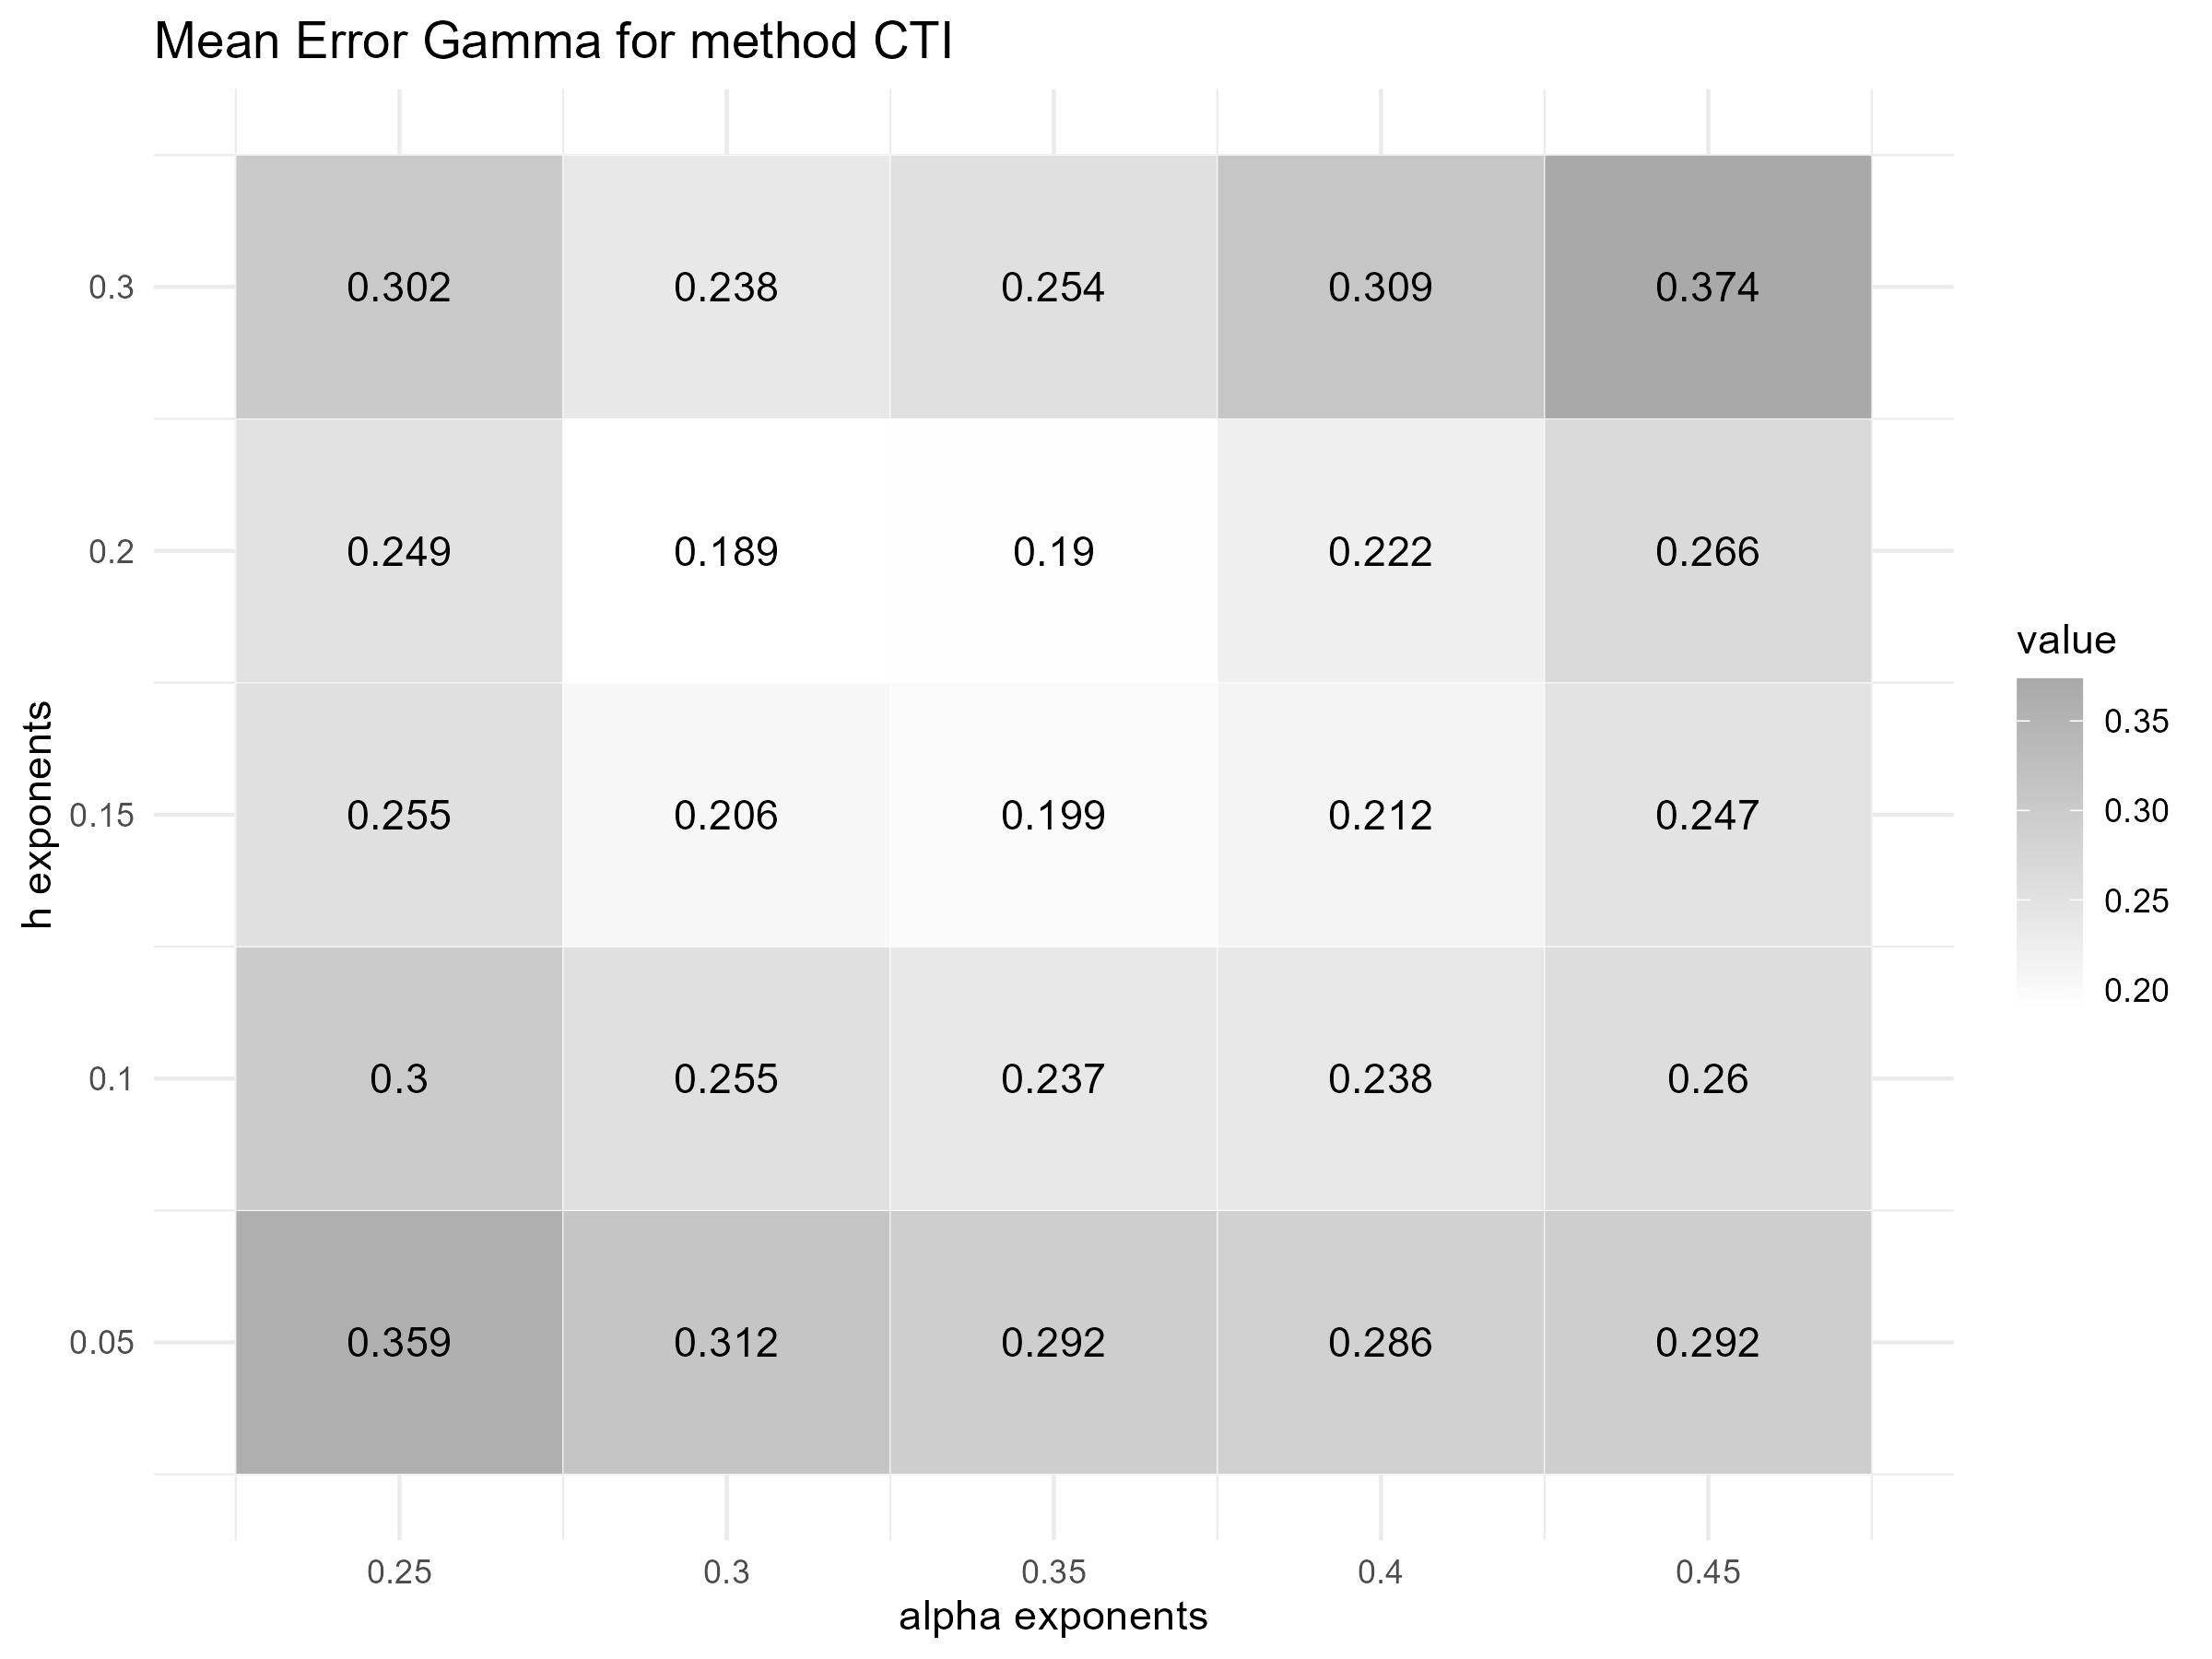 Mean Error Gamma for method CTI
0.3 0.302 0.238 0.254 0.309 0.374
0.2 0.249 0.189 0.19 0.222 0.266
0.15 0.255 0.206 0.199 0.212 0.247
0.1 0.3 0.255 0.237 0.238 0.26
0.05 0.359 0.312 0.292 0.286 0.292
0.25 0.3 0.35 0.4 0.45
alpha exponents
h exponents
value
0.35
0.30
0.25
0.20